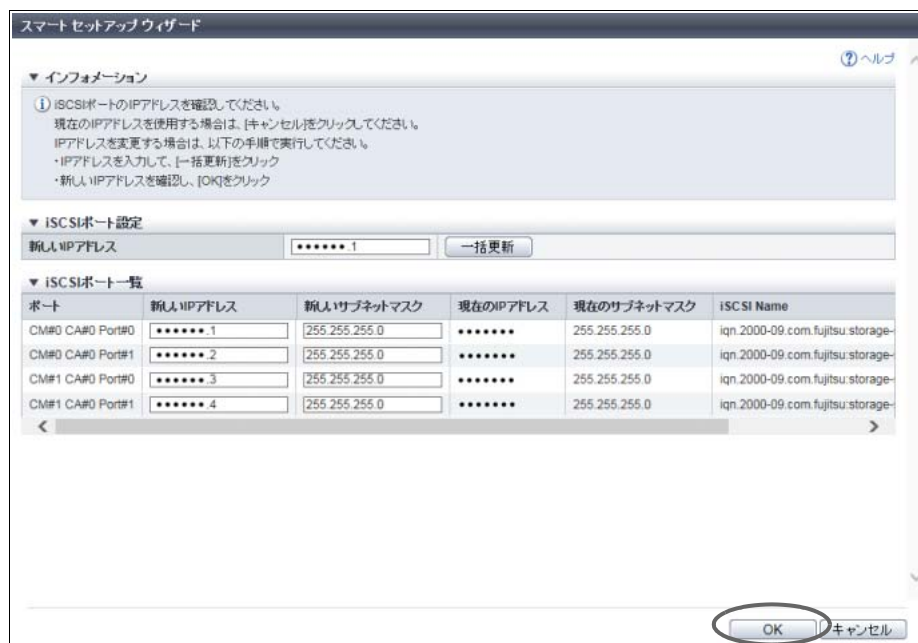 スマート セットアップ ウィザード
ヘルプ
▼ インフォメーション
iSCSIポートのIPアドレスを確認してください。
現在のIPアドレスを使用する場合は、[キャンセル]をクリックしてください。
IPアドレスを変更する場合は、以下の手順で実行してください。
・IPアドレスを入力して、[一括更新]をクリック
・新しいIPアドレスを確認し、[OK]をクリック
▼ iSCSIポート設定
新しいIPアドレス ●●●●●●.1 一括更新
▼ iSCSIポート一覧
ポート 新しいIPアドレス 新しいサブネットマスク 現在のIPアドレス 現在のサブネットマスク iSCSI Name
CM#0 CA#0 Port#0 ●●●●●●.1 255.255.255.0 ●●●●●●● 255.255.255.0 iqn.2000-09.com.fujitsu:storage-
CM#0 CA#0 Port#1 ●●●●●●.2 255.255.255.0 ●●●●●●● 255.255.255.0 iqn.2000-09.com.fujitsu:storage-
CM#1 CA#0 Port#0 ●●●●●●.3 255.255.255.0 ●●●●●●● 255.255.255.0 iqn.2000-09.com.fujitsu:storage-
CM#1 CA#0 Port#1 ●●●●●●.4 255.255.255.0 ●●●●●●● 255.255.255.0 iqn.2000-09.com.fujitsu:storage-
OK キャンセル